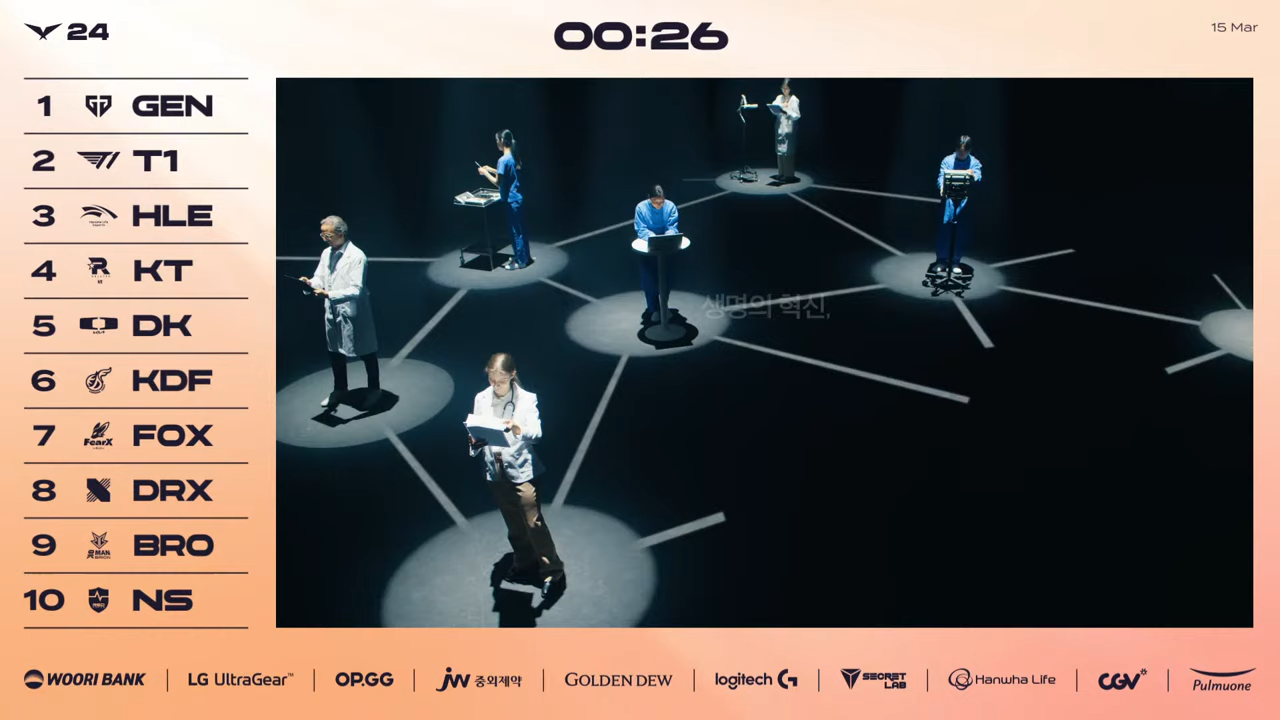 24
00:26
15 Mar
1 GEN
2 T1
3 HLE
4 KT
5 DK
6 KDF
7 FearX FOX
8 DRX
9 BRO
10 NS
생명의 혁신,
WOORI BANK
LG UltraGear™
OP.GG
jw 중외제약
GOLDEN DEW
logitech G
SECRET LAB
Hanwha Life
CGV
Pulmuone